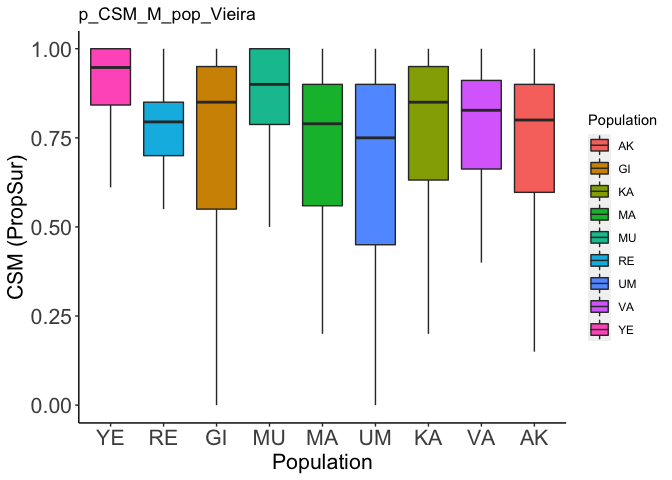 p_CSM_M_pop_Vieira
CSM (PropSur)
1.00
0.75
0.50
0.25
0.00
YE RE GI MU MA UM KA VA AK
Population
Population
AK
GI
KA
MA
MU
RE
UM
VA
YE